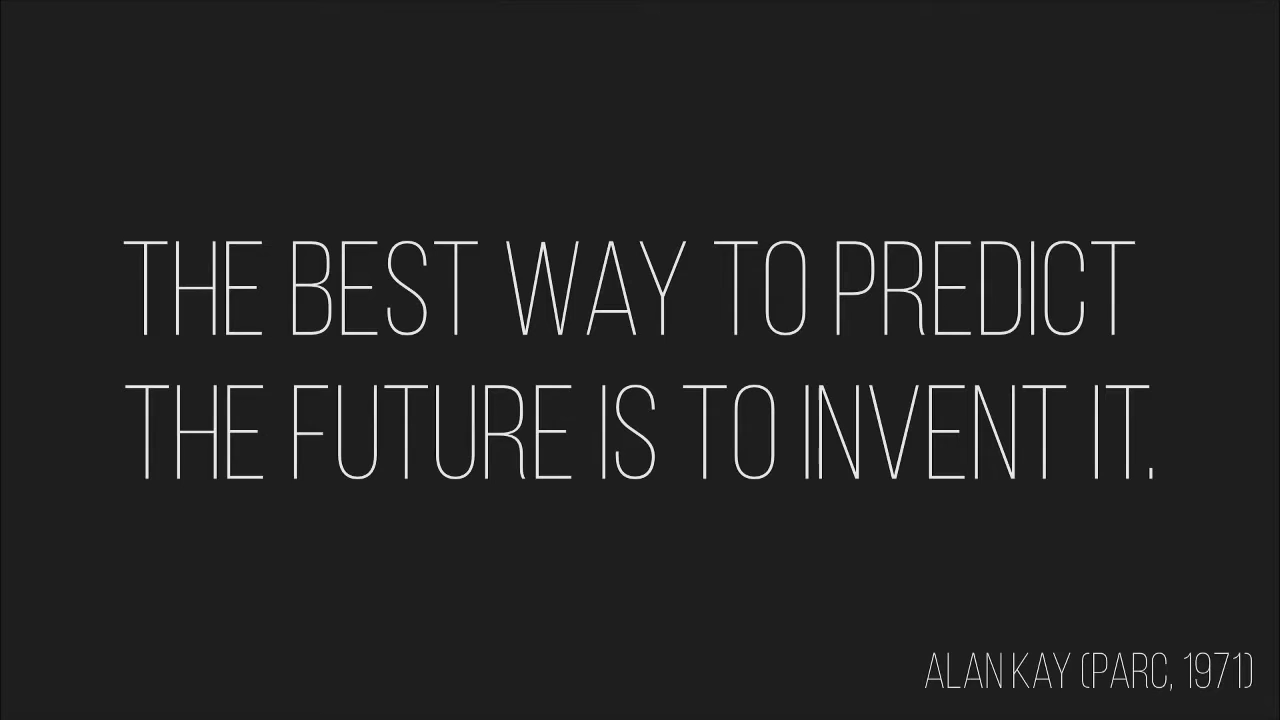 THE BEST WAY TO PREDICT
THE FUTURE IS TO INVENT IT.
ALAN KAY (PARC, 1971)